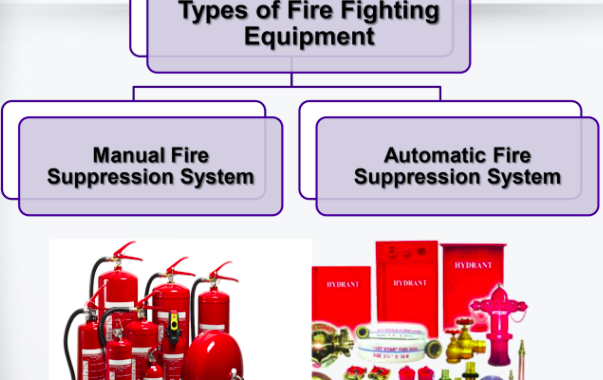 Types of Fire Fighting
Equipment
Manual Fire
Suppression System
Automatic Fire
Suppression System
HYDRANT
HYDRANT
HYDRANT